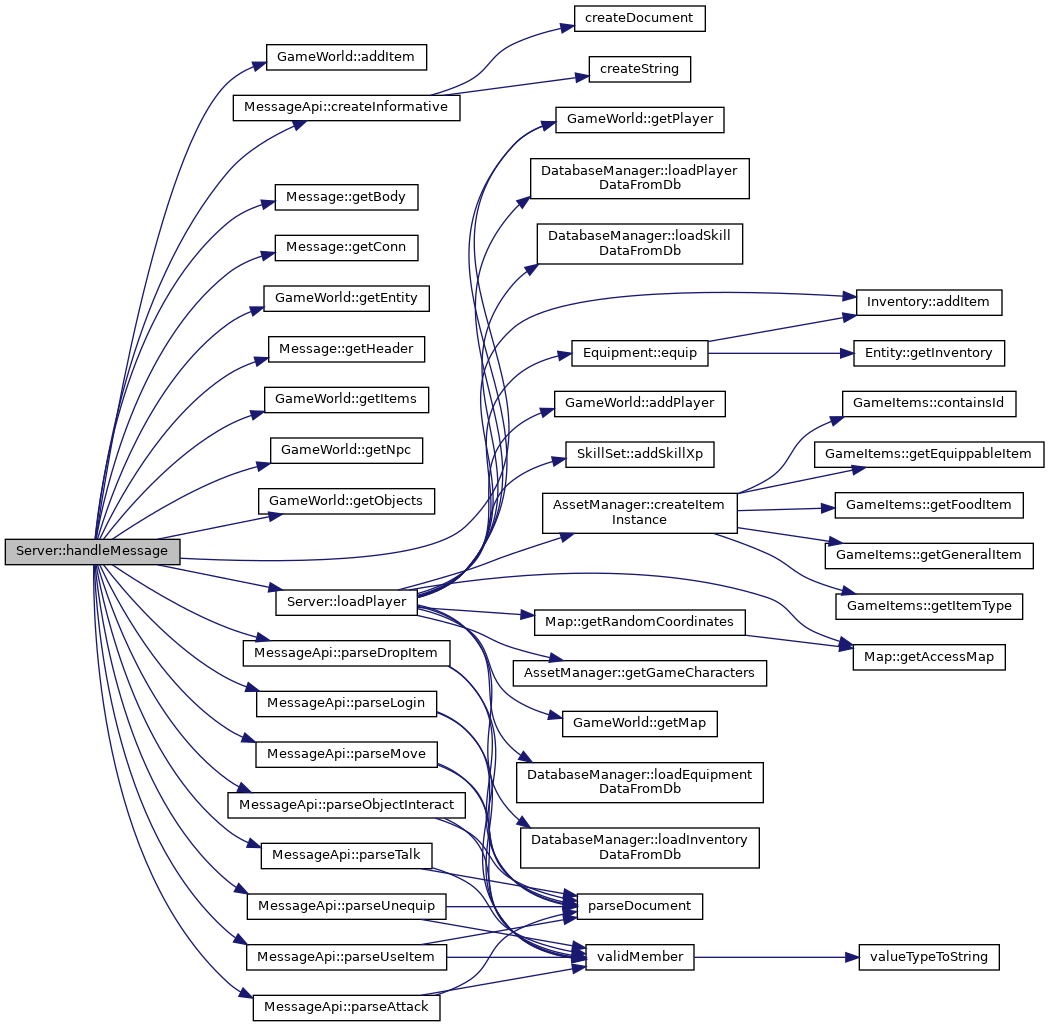 Server::handleMessage
GameWorld::addItem
MessageApi::createInformative
Message::getBody
Message::getConn
GameWorld::getEntity
Message::getHeader
GameWorld::getItems
GameWorld::getNpc
GameWorld::getObjects
Server::loadPlayer
MessageApi::parseDropItem
MessageApi::parseLogin
MessageApi::parseMove
MessageApi::parseObjectInteract
MessageApi::parseTalk
MessageApi::parseUnequip
MessageApi::parseUseItem
MessageApi::parseAttack
createDocument
createString
GameWorld::getPlayer
DatabaseManager::loadPlayer
DataFromDb
DatabaseManager::loadSkill
DataFromDb
Equipment::equip
GameWorld::addPlayer
SkillSet::addSkillXp
AssetManager::createItem
Instance
Map::getRandomCoordinates
AssetManager::getGameCharacters
GameWorld::getMap
DatabaseManager::loadEquipment
DataFromDb
DatabaseManager::loadInventory
DataFromDb
parseDocument
validMember
Inventory::addItem
Entity::getInventory
GameItems::containsId
GameItems::getEquippableItem
GameItems::getFoodItem
GameItems::getGeneralItem
GameItems::getItemType
Map::getAccessMap
valueTypeToString